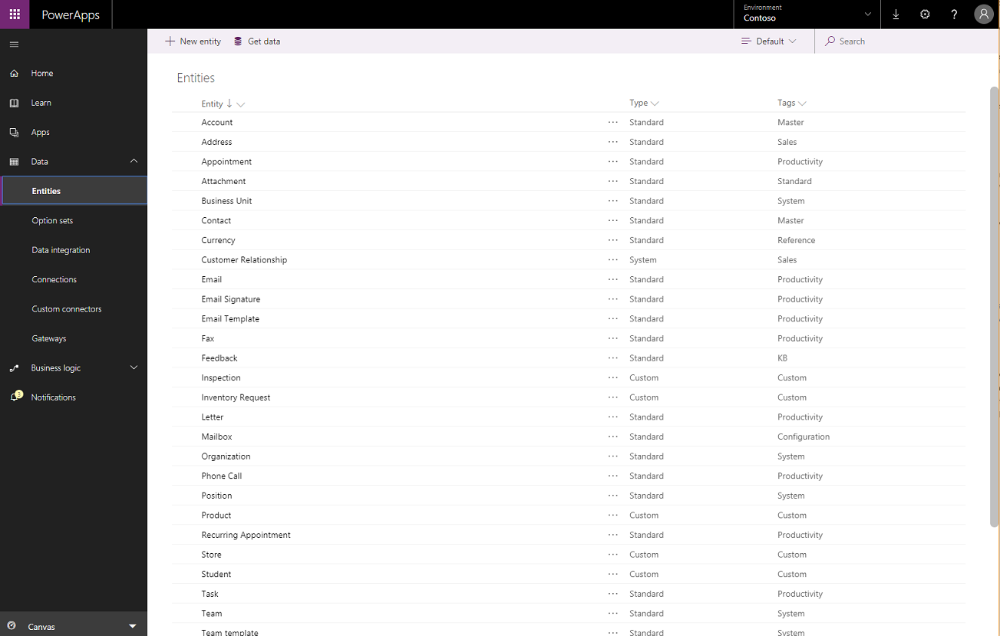 PowerApps
Environment
Contoso
?
New entity
Get data
Default
Search
Home
Learn
Apps
Data
Entities
Option sets
Data integration
Connections
Custom connectors
Gateways
Business logic
Notifications
Canvas
Entities
Entity Type Tags
Account ··· Standard Master
Address ··· Standard Sales
Appointment ··· Standard Productivity
Attachment ··· Standard Standard
Business Unit ··· Standard System
Contact ··· Standard Master
Currency ··· Standard Reference
Customer Relationship ··· System Sales
Email ··· Standard Productivity
Email Signature ··· Standard Productivity
Email Template ··· Standard Productivity
Fax ··· Standard Productivity
Feedback ··· Standard KB
Inspection ··· Custom Custom
Inventory Request ··· Custom Custom
Letter ··· Standard Productivity
Mailbox ··· Standard Configuration
Organization ··· Standard System
Phone Call ··· Standard Productivity
Position ··· Standard System
Product ··· Custom Custom
Recurring Appointment ··· Standard Productivity
Store ··· Custom Custom
Student ··· Custom Custom
Task ··· Standard Productivity
Team ··· Standard System
Team template ··· Standard System